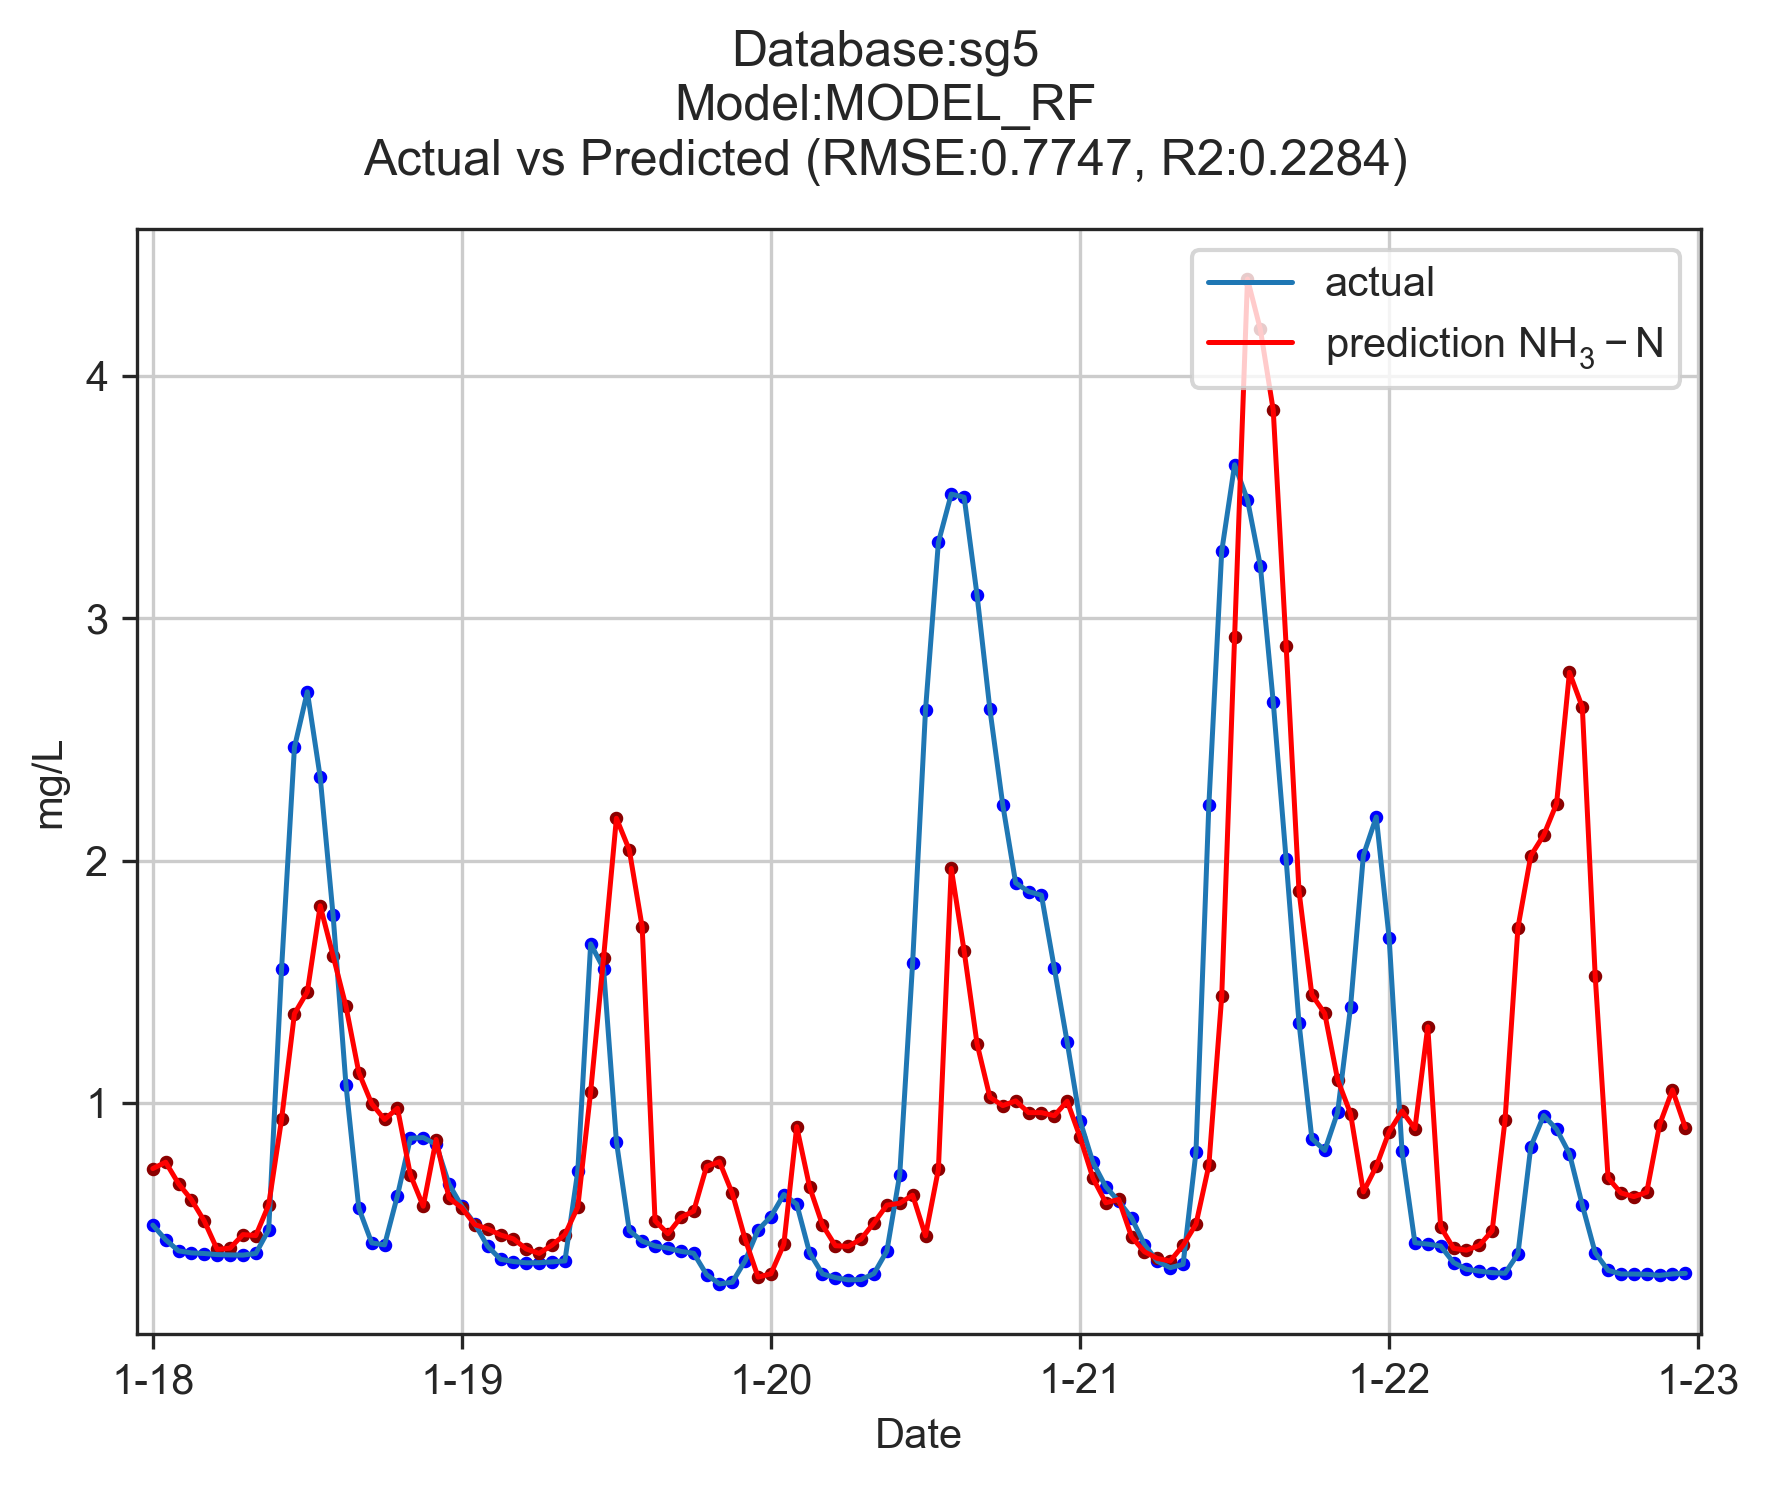 Database:sg5
Model:MODEL_RF
Actual vs Predicted (RMSE:0.7747, R2:0.2284)
actual
prediction NH₃ − N
4
3
2
1
mg/L
1-18 1-19 1-20 1-21 1-22 1-23
Date